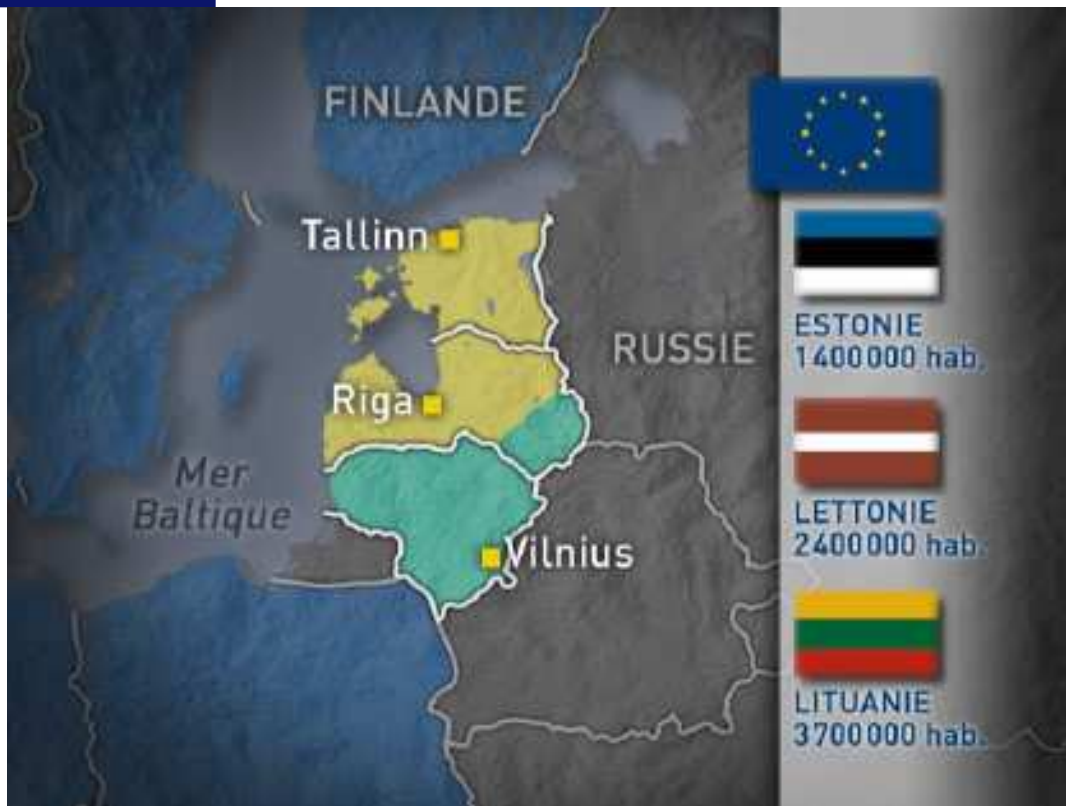 FINLANDE
Tallinn
RUSSIE
Riga
Mer
Baltique
Vilnius
ESTONIE
1400000 hab.
LETTONIE
2400000 hab.
LITUANIE
3700000 hab.